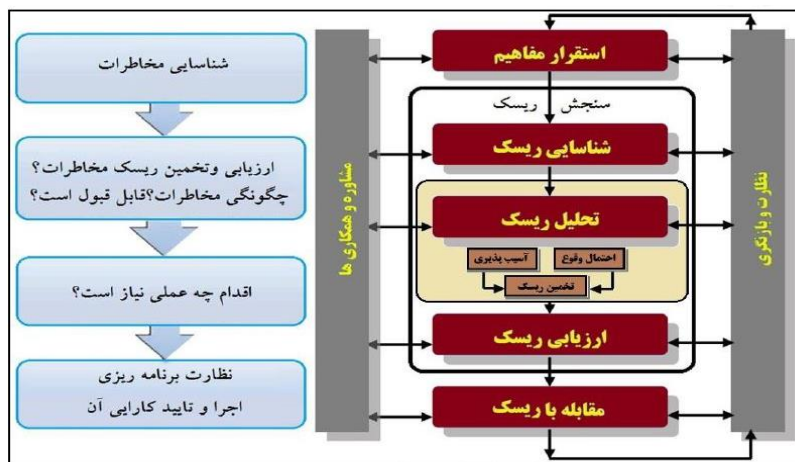 استقرار مفاهیم
سنجش ریسک
شناسایی ریسک
تحلیل ریسک
احتمال وقوع
آسیب پذیری
تخمین ریسک
ارزیابی ریسک
مقابله با ریسک
نظارت و بازنگری
مشاوره و همکاری ها
شناسایی مخاطرات
ارزیابی وتخمین ریسک مخاطرات؟
چگونگی مخاطرات؟قابل قبول است؟
اقدام چه عملی نیاز است؟
نظارت برنامه ریزی
اجرا و تایید کارایی آن